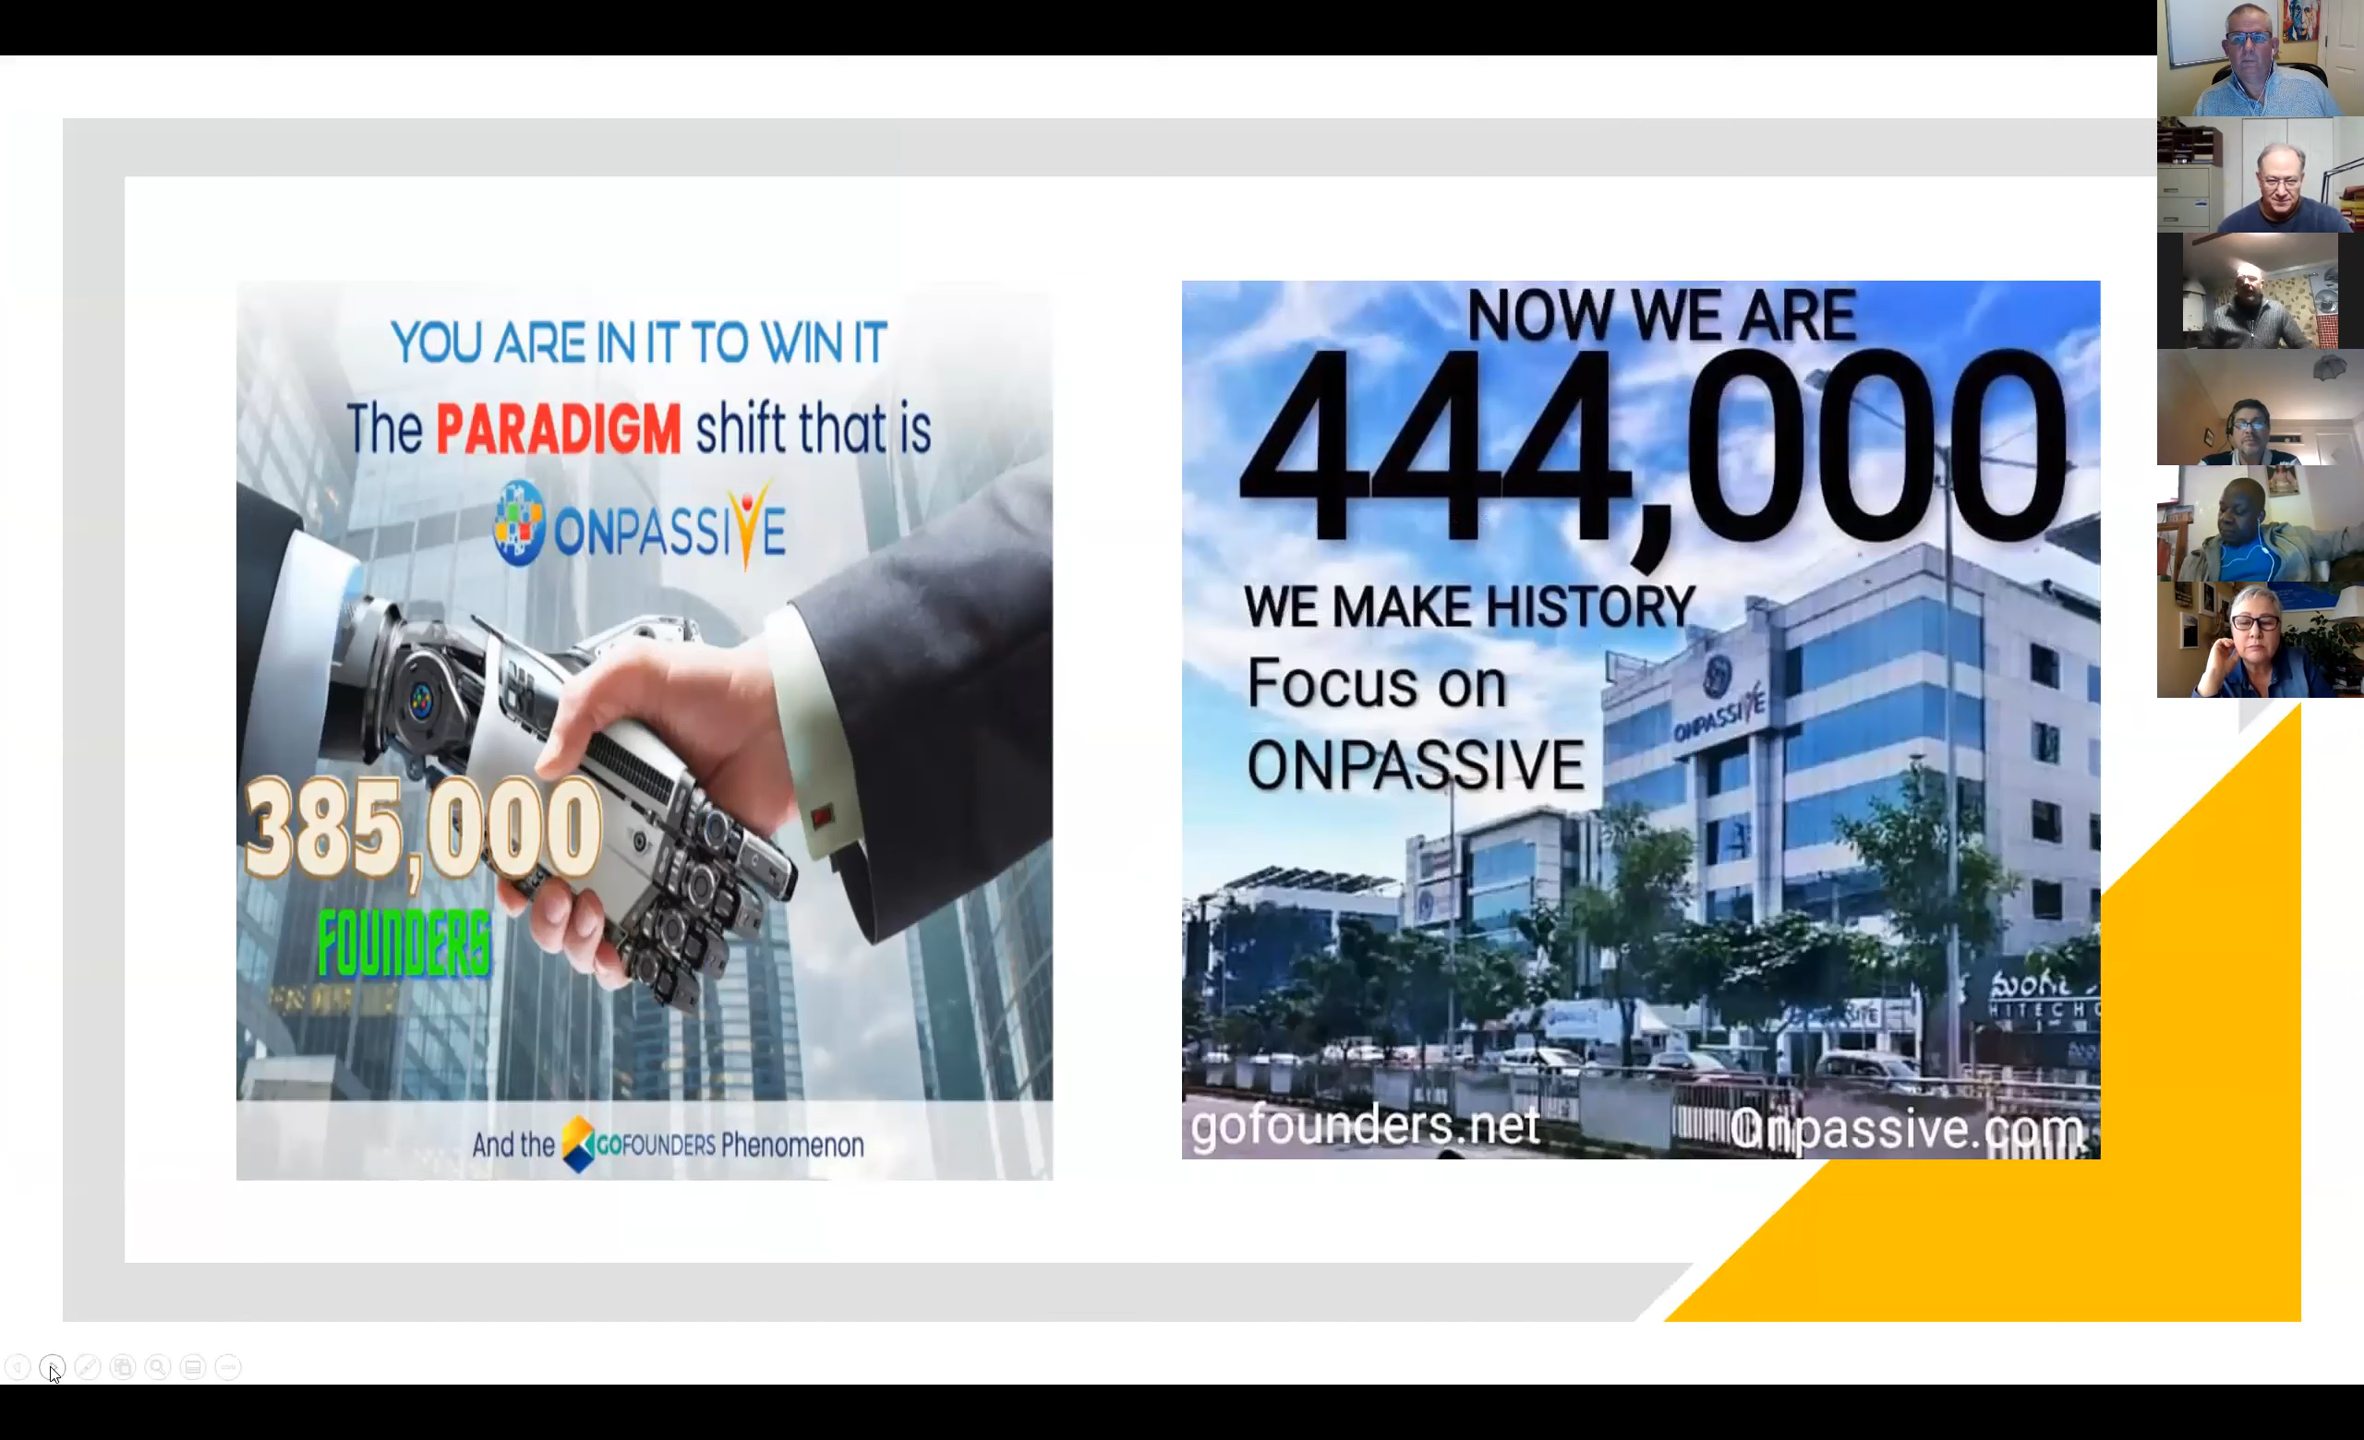 YOU ARE IN IT TO WIN IT
The PARADIGM shift that is
ONPASSIVE
385,000
FOUNDERS
And the GOFOUNDERS Phenomenon
NOW WE ARE
444,000
WE MAKE HISTORY
Focus on
ONPASSIVE
ONPASSIVE
gofounders.net
Onpassive.com